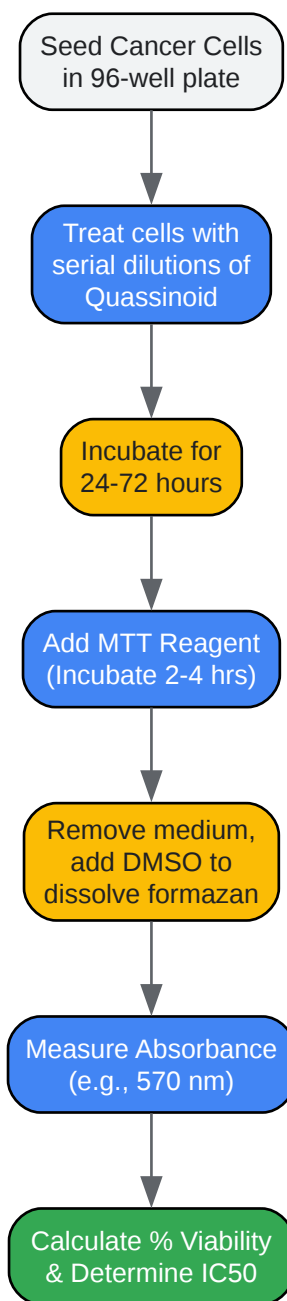 Seed Cancer Cells
in 96-well plate
Treat cells with
serial dilutions of
Quassinoid
Incubate for
24-72 hours
Add MTT Reagent
(Incubate 2-4 hrs)
Remove medium,
add DMSO to
dissolve formazan
Measure Absorbance
(e.g., 570 nm)
Calculate % Viability
& Determine IC50